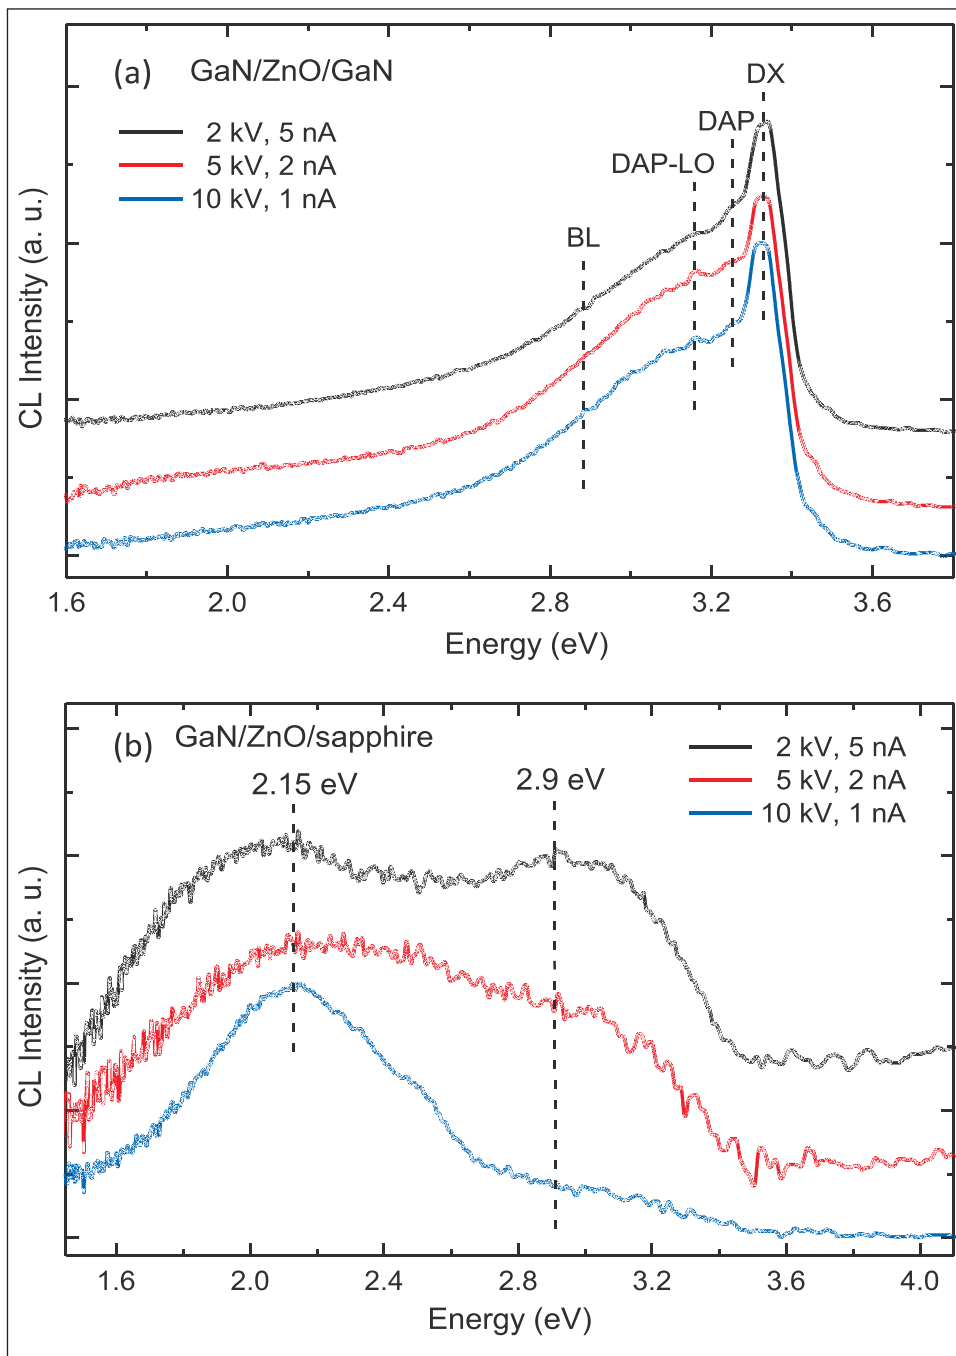 (a) GaN/ZnO/GaN
DX
2 kV, 5 nA
DAP
5 kV, 2 nA
DAP-LO
10 kV, 1 nA
BL
CL Intensity (a. u.)
1.6 2.0 2.4 2.8 3.2 3.6
Energy (eV)
(b) GaN/ZnO/sapphire
2 kV, 5 nA
2.15 eV 2.9 eV
5 kV, 2 nA
10 kV, 1 nA
CL Intensity (a. u.)
1.6 2.0 2.4 2.8 3.2 3.6 4.0
Energy (eV)